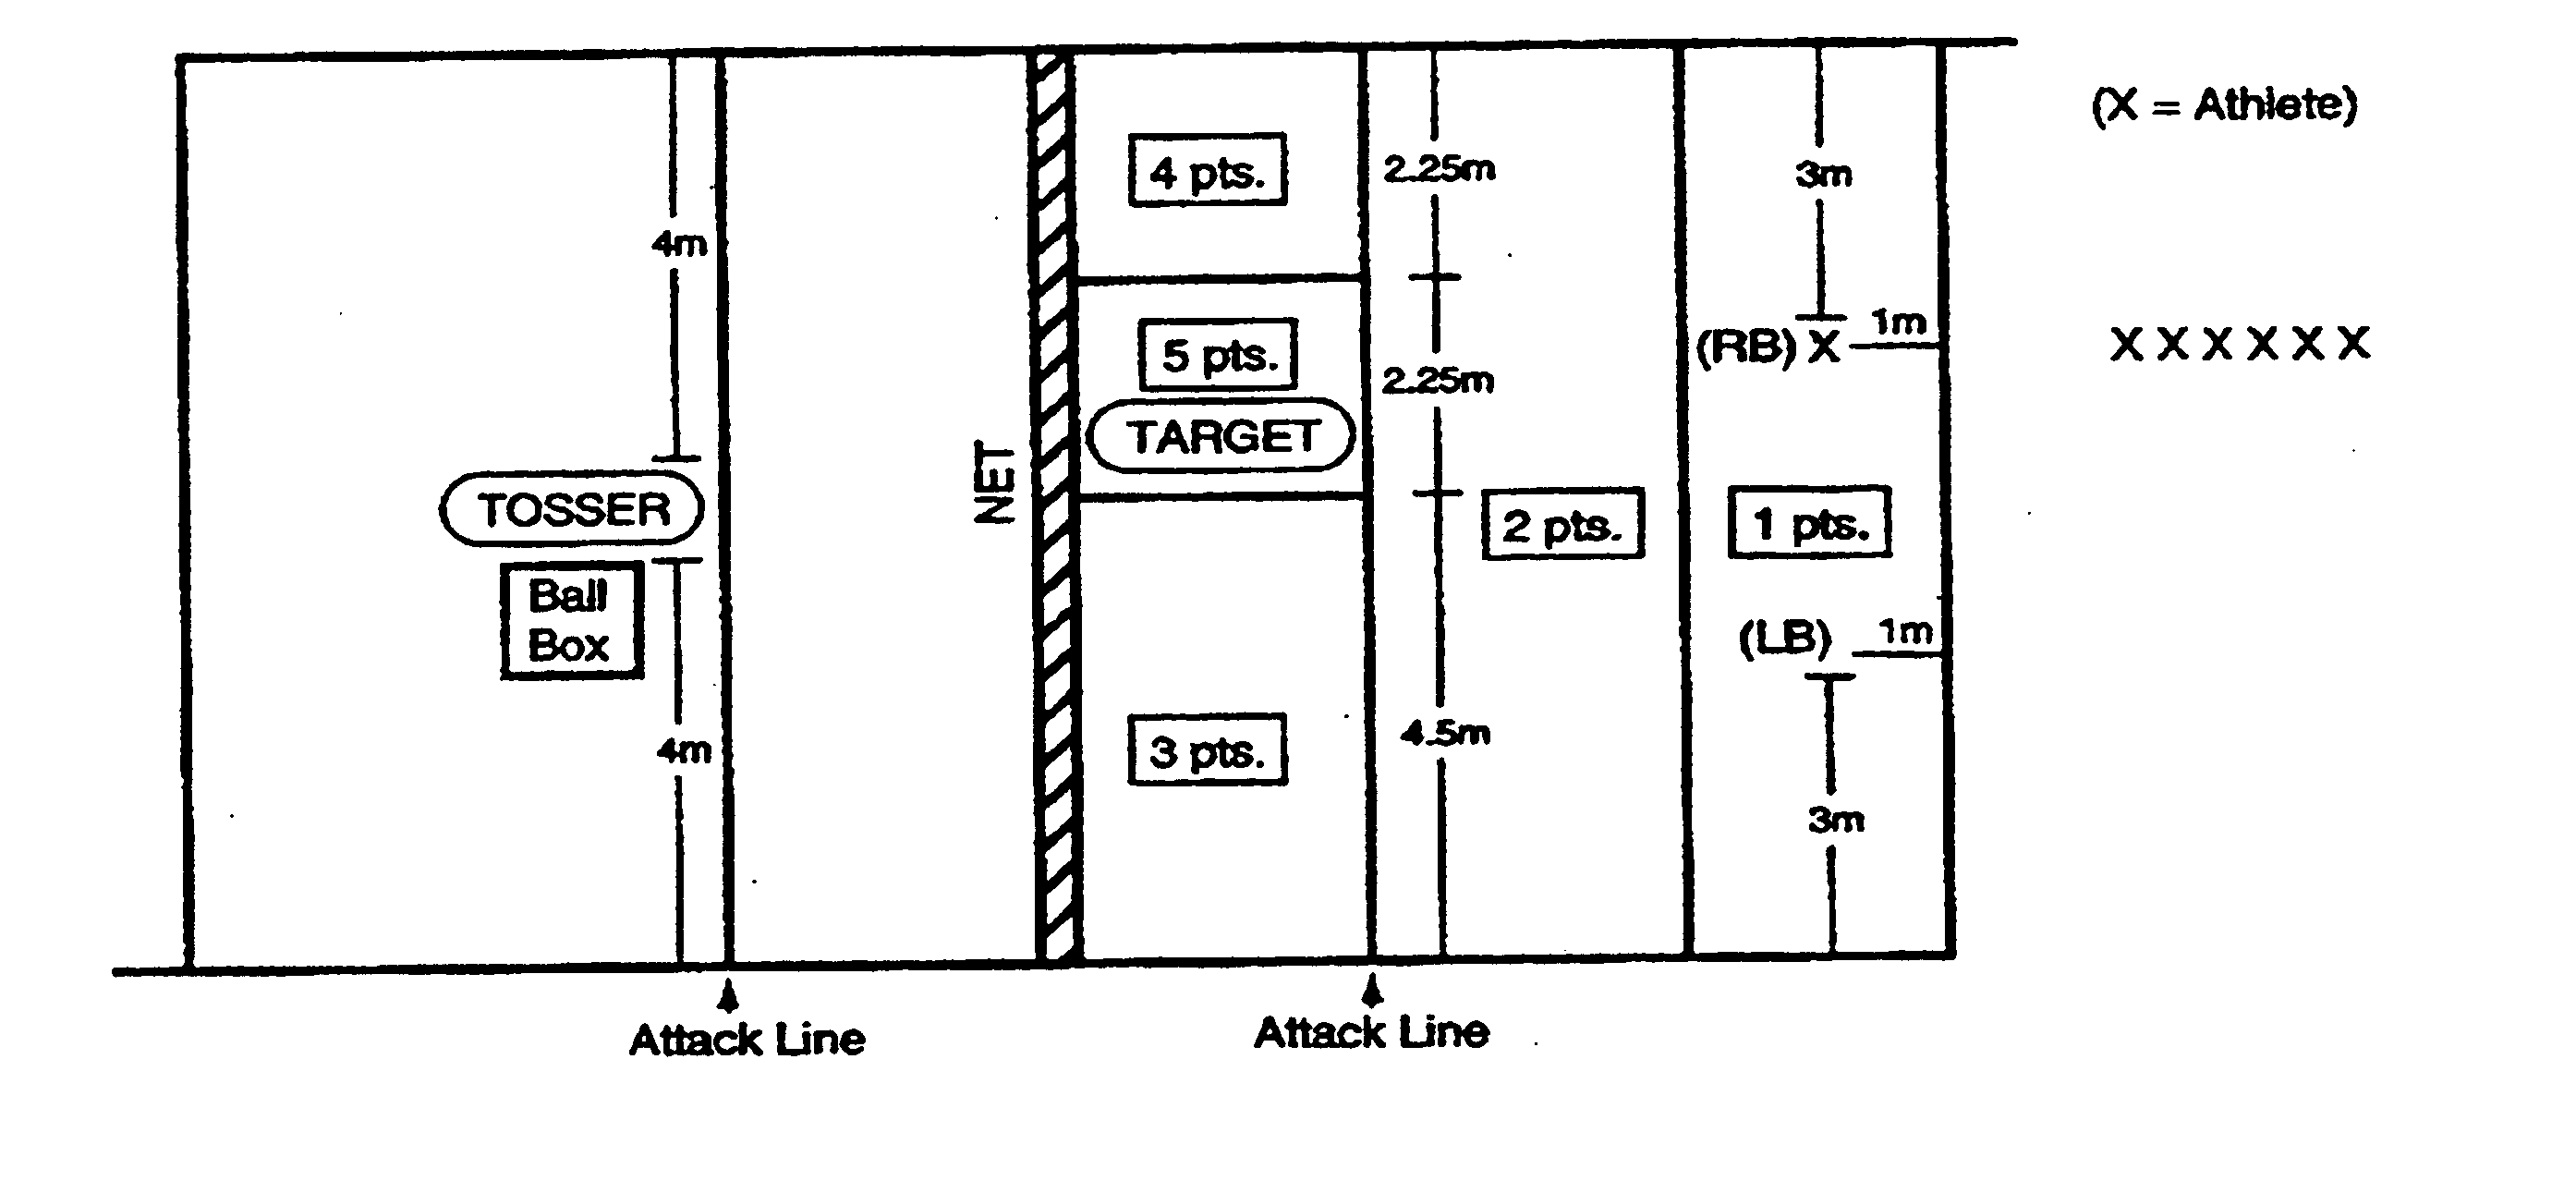 (X = Athlete)
4 pts.
2.25m
3m
4m
1m
(RB) X
X X X X X X
5 pts.
2.25m
TARGET
NET
TOSSER
2 pts.
1 pts.
Ball
Box
(LB)
1m
4m
3 pts.
4.5m
3m
Attack Line
Attack Line